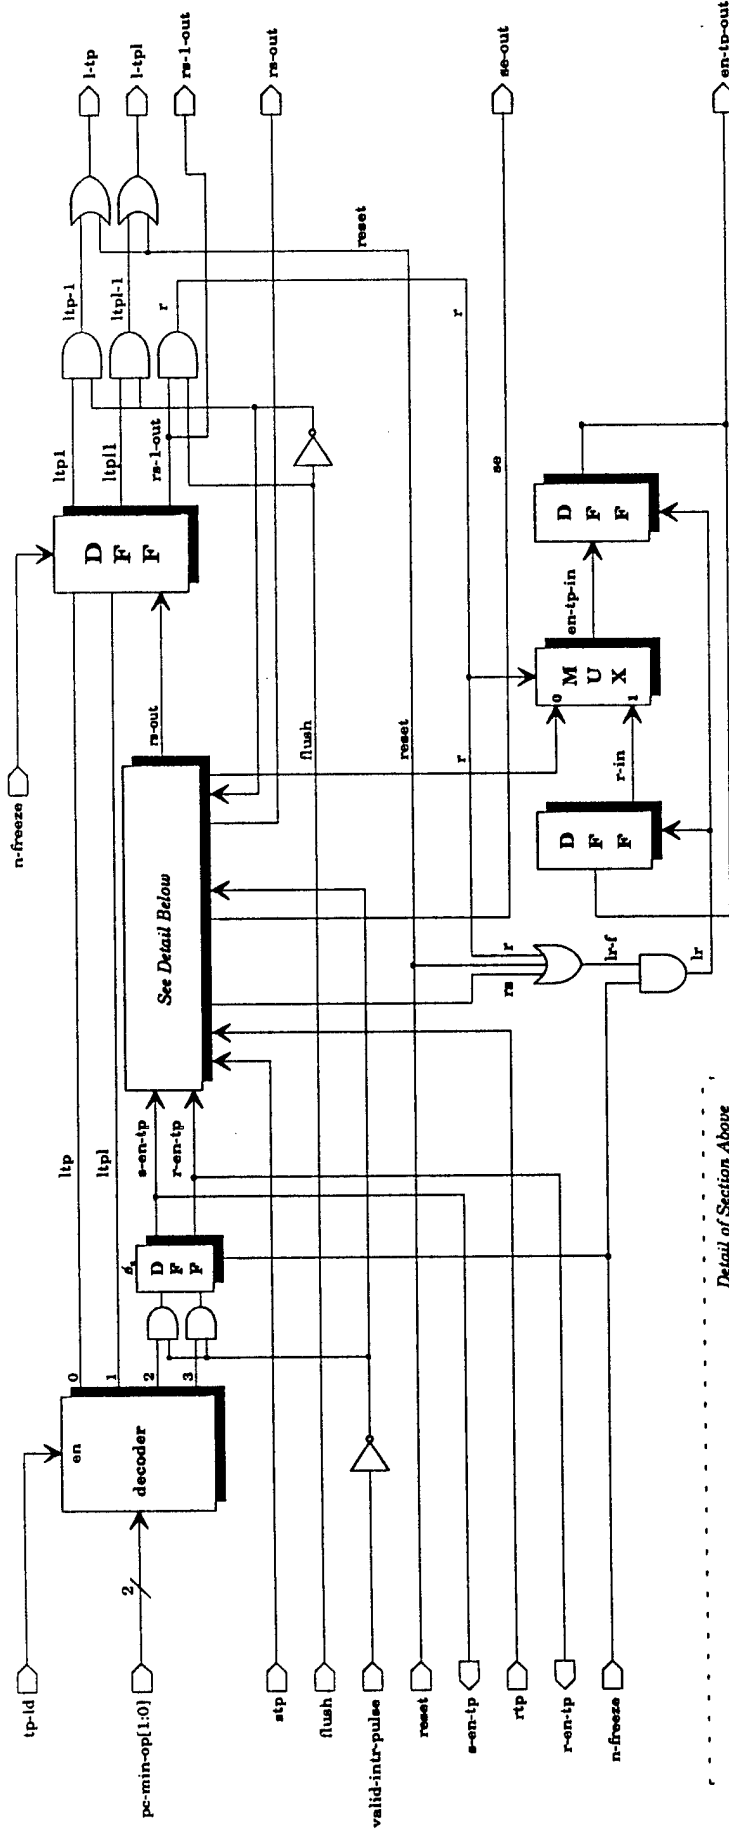 tp-ld
pc-min-op[1:0]
2
en
decoder
0
1
2
3
stp
flush
valid-intr-pulse
reset
s-en-tp
rtp
r-en-tp
n-freeze
D
F
F
ltp
ltpl
s-en-tp
r-en-tp
See Detail Below
rs-out
n-freeze
D
F
F
ltp1
ltpl1
rs-1-out
ltp-1
ltpl-1
r
l-tp
l-tpl
rs-1-out
rs-out
se-out
en-tp-out
flush
reset
reset
r
r
se
rs
r
lr-f
lr
D
F
F
r-in
0
1
M
U
X
en-tp-in
D
F
F
Detail of Section Above